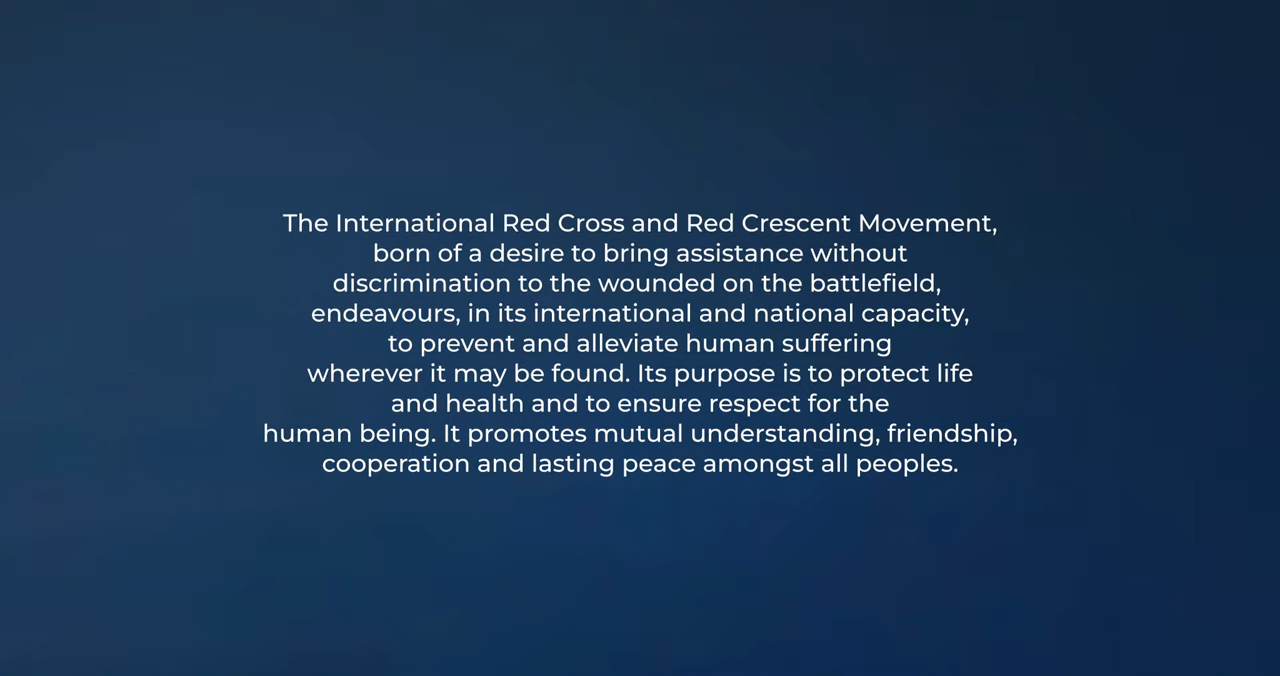 The International Red Cross and Red Crescent Movement,
born of a desire to bring assistance without
discrimination to the wounded on the battlefield,
endeavours, in its international and national capacity,
to prevent and alleviate human suffering
wherever it may be found. Its purpose is to protect life
and health and to ensure respect for the
human being. It promotes mutual understanding, friendship,
cooperation and lasting peace amongst all peoples.